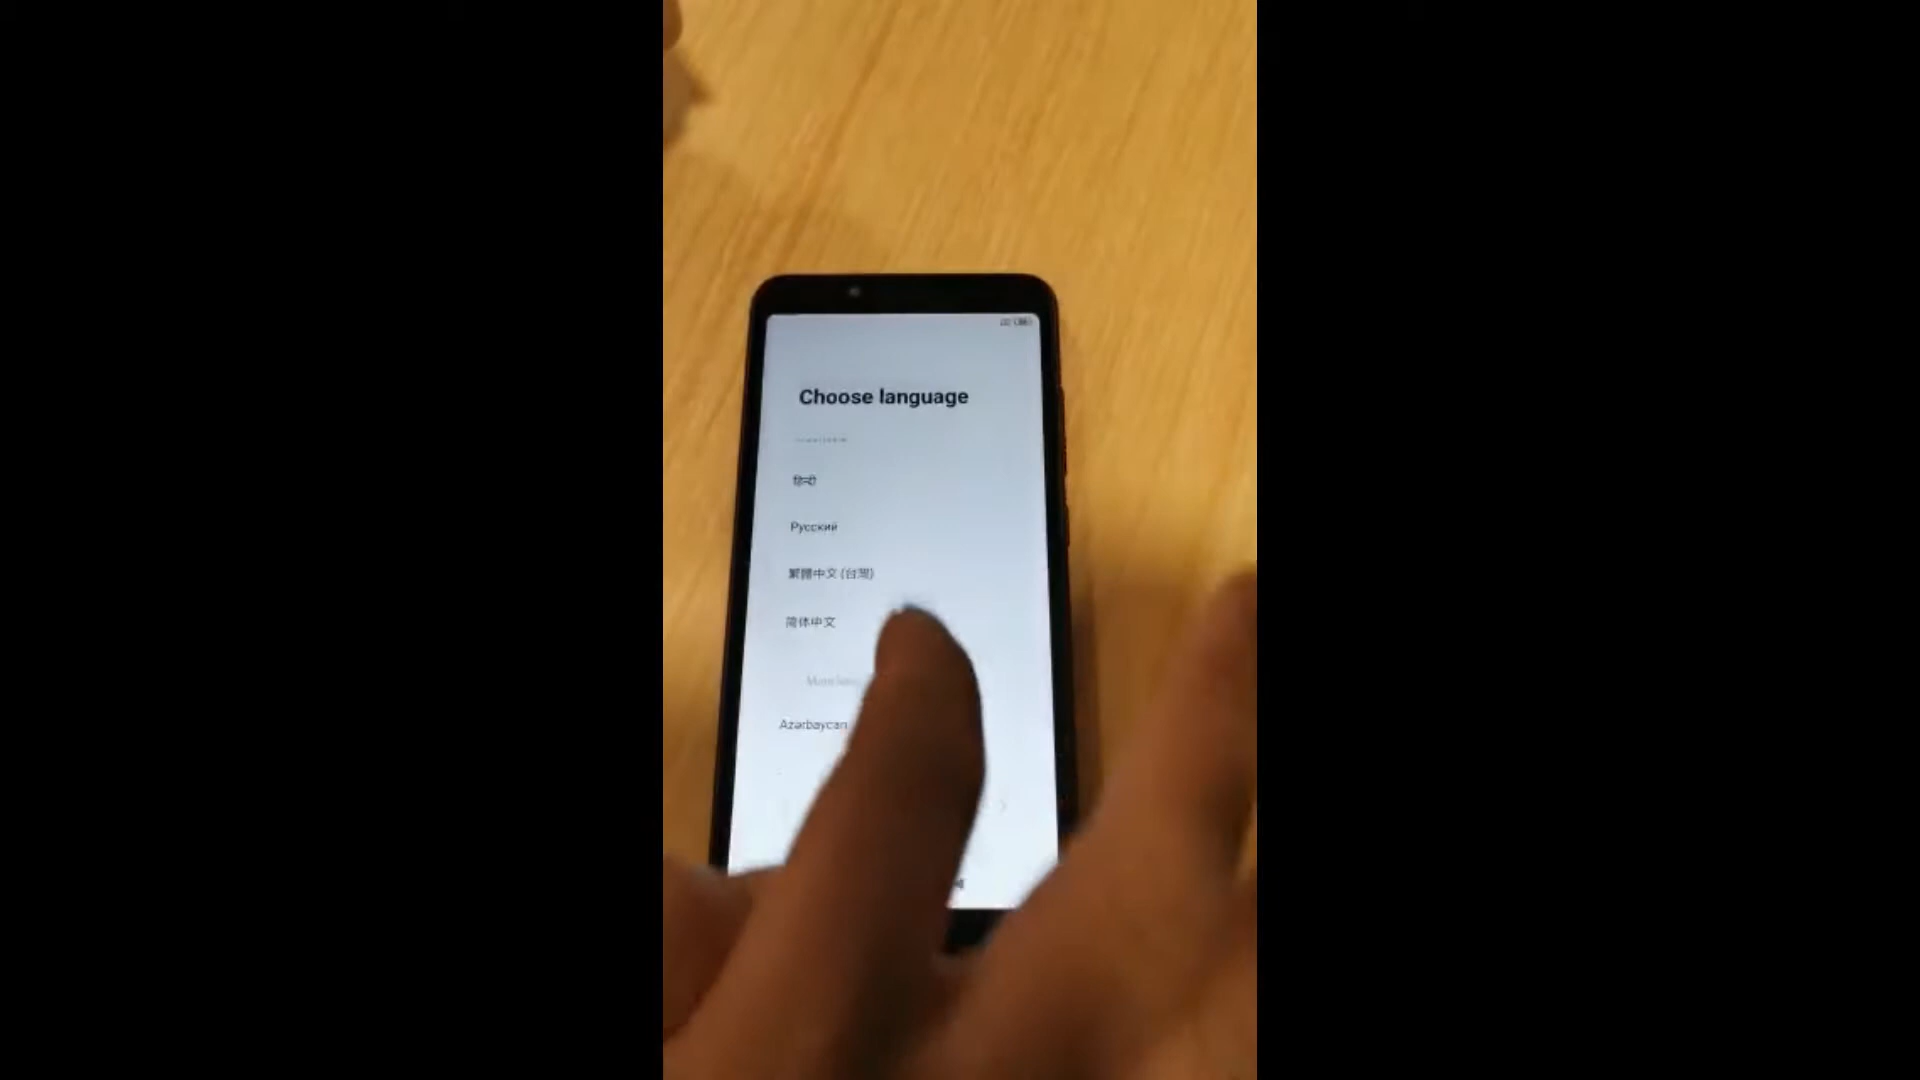 Choose language
हिन्दी
Русский
繁體中文 (台灣)
简体中文
Azərbaycan